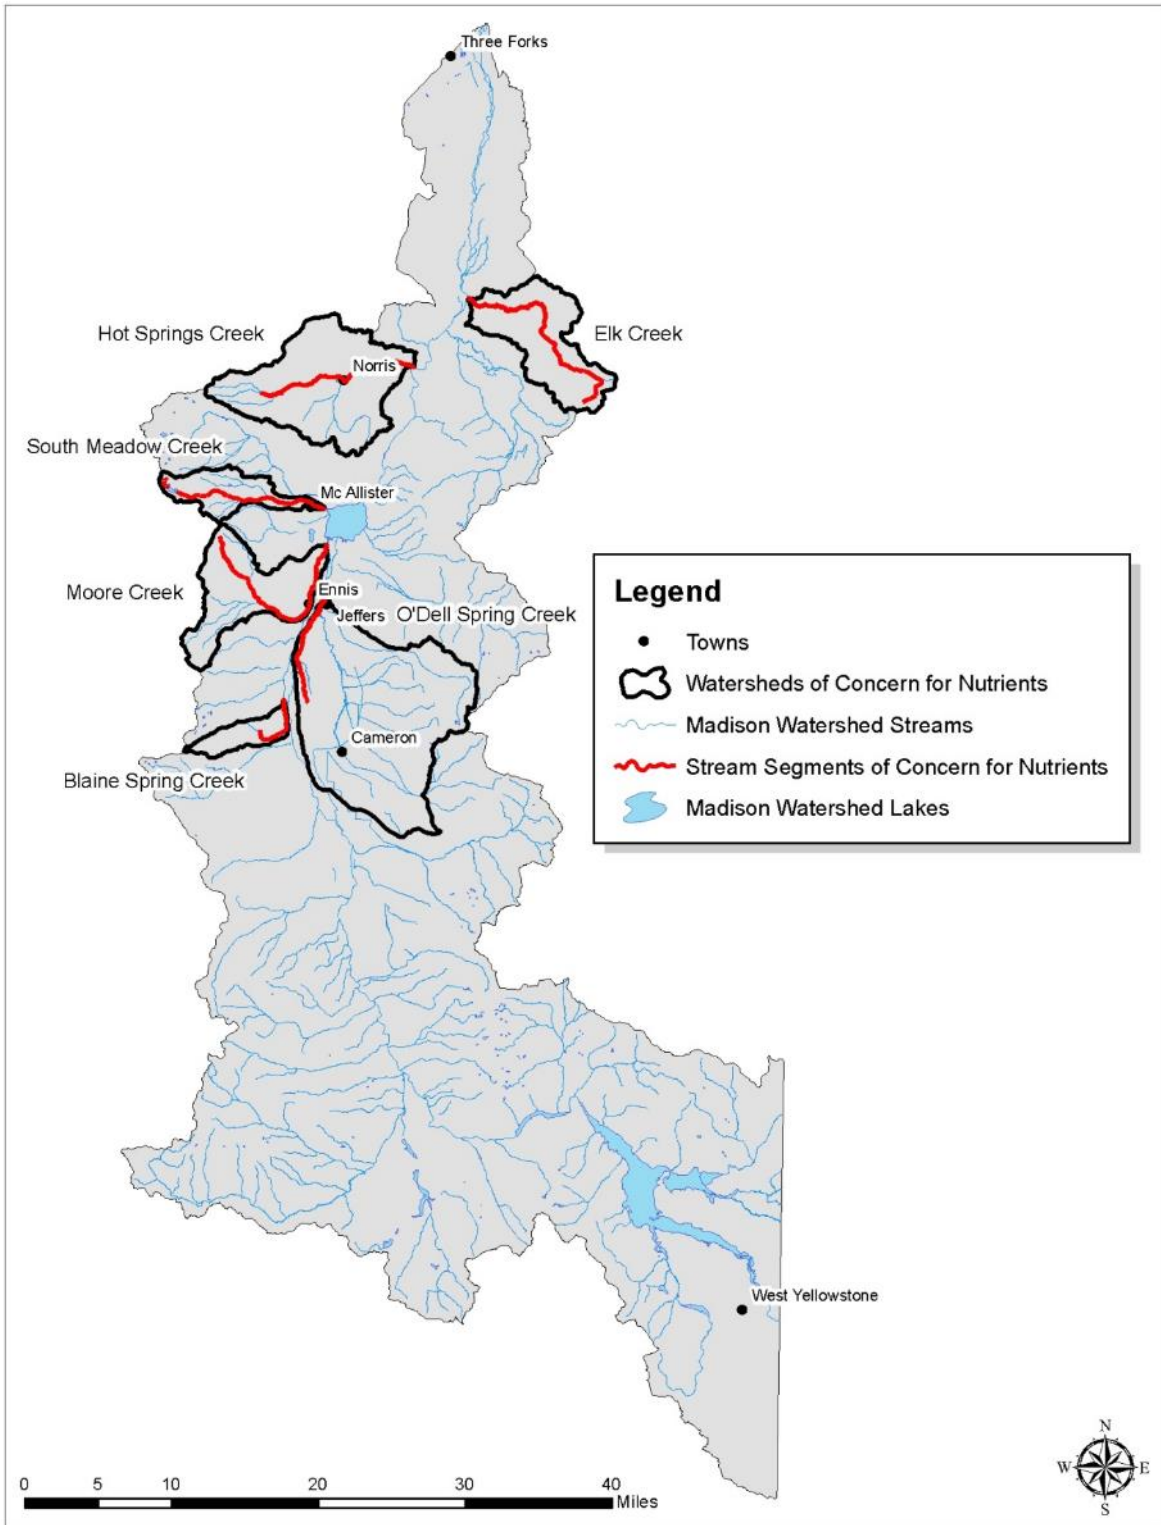 Three Forks
Hot Springs Creek
Elk Creek
Norris
South Meadow Creek
Mc Allister
Moore Creek
Ennis
Jeffers
O'Dell Spring Creek
Cameron
Blaine Spring Creek
Legend
Towns
Watersheds of Concern for Nutrients
Madison Watershed Streams
Stream Segments of Concern for Nutrients
Madison Watershed Lakes
West Yellowstone
N
W E
S
0 5 10 20 30 40
Miles